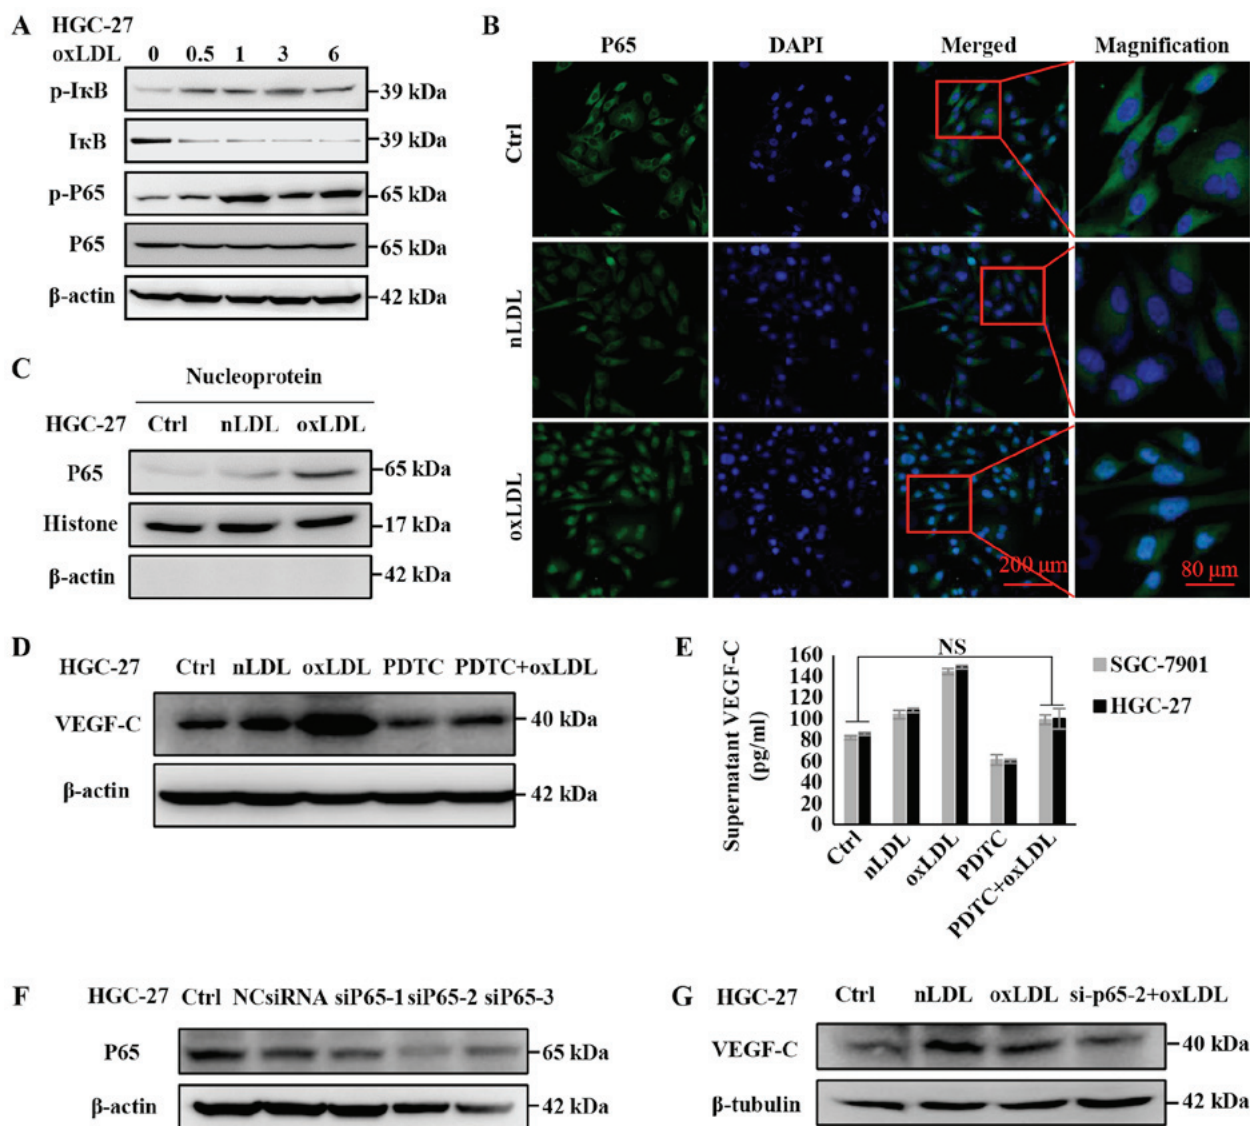 A
HGC-27
oxLDL 0 0.5 1 3 6
p-IκB 39 kDa
IκB 39 kDa
p-P65 65 kDa
P65 65 kDa
β-actin 42 kDa
B
P65 DAPI Merged Magnification
Ctrl
nLDL
oxLDL
200 μm 80 μm
C
Nucleoprotein
HGC-27 Ctrl nLDL oxLDL
P65 65 kDa
Histone 17 kDa
β-actin 42 kDa
D
HGC-27 Ctrl nLDL oxLDL PDTC PDTC+oxLDL
VEGF-C 40 kDa
β-actin 42 kDa
E
Supernatant VEGF-C
(pg/ml)
160
140
120
100
80
60
40
20
0
NS
SGC-7901
HGC-27
Ctrl
nLDL
oxLDL
PDTC
PDTC+oxLDL
F
HGC-27 Ctrl NCsiRNA siP65-1 siP65-2 siP65-3
P65 65 kDa
β-actin 42 kDa
G
HGC-27 Ctrl nLDL oxLDL si-p65-2+oxLDL
VEGF-C 40 kDa
β-tubulin 42 kDa